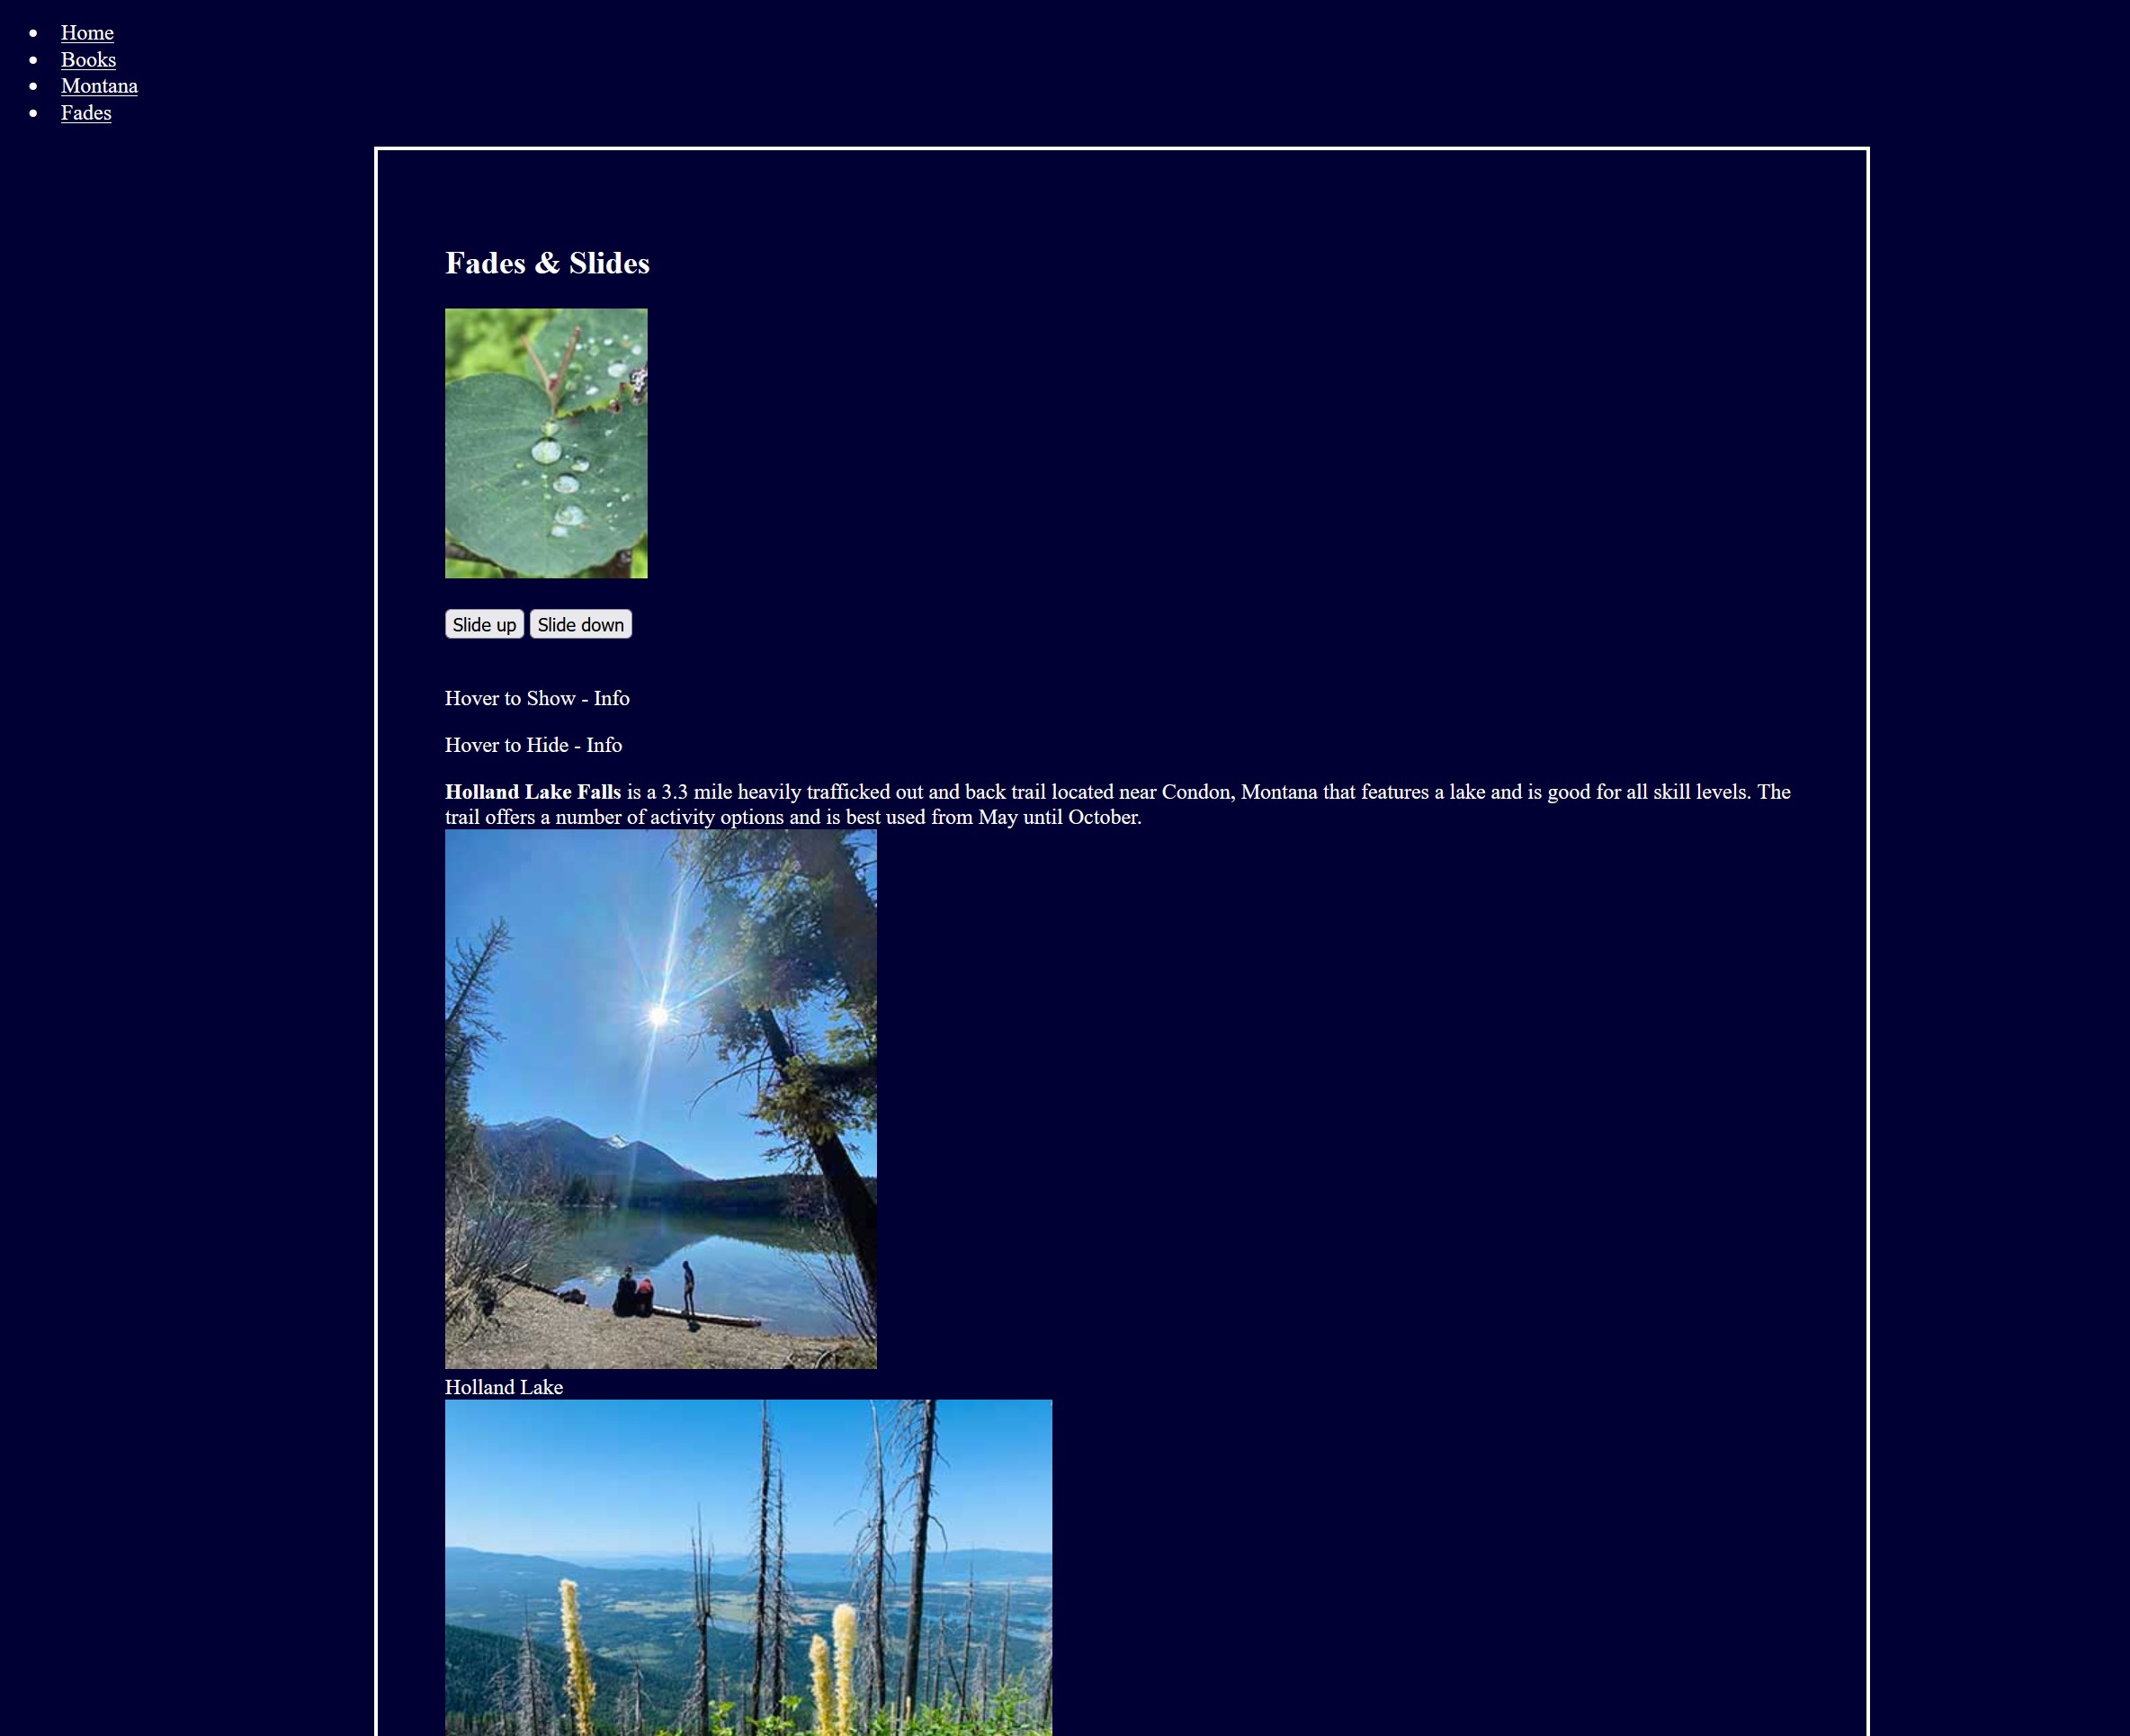 Home
Books
Montana
Fades
Fades & Slides
Slide up Slide down
Hover to Show - Info
Hover to Hide - Info
Holland Lake Falls is a 3.3 mile heavily trafficked out and back trail located near Condon, Montana that features a lake and is good for all skill levels. The
trail offers a number of activity options and is best used from May until October.
Holland Lake